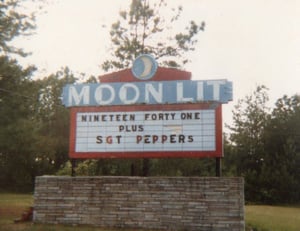 MOON LIT
NINETEEN FORTY ONE
PLUS
SGT PEPPERS